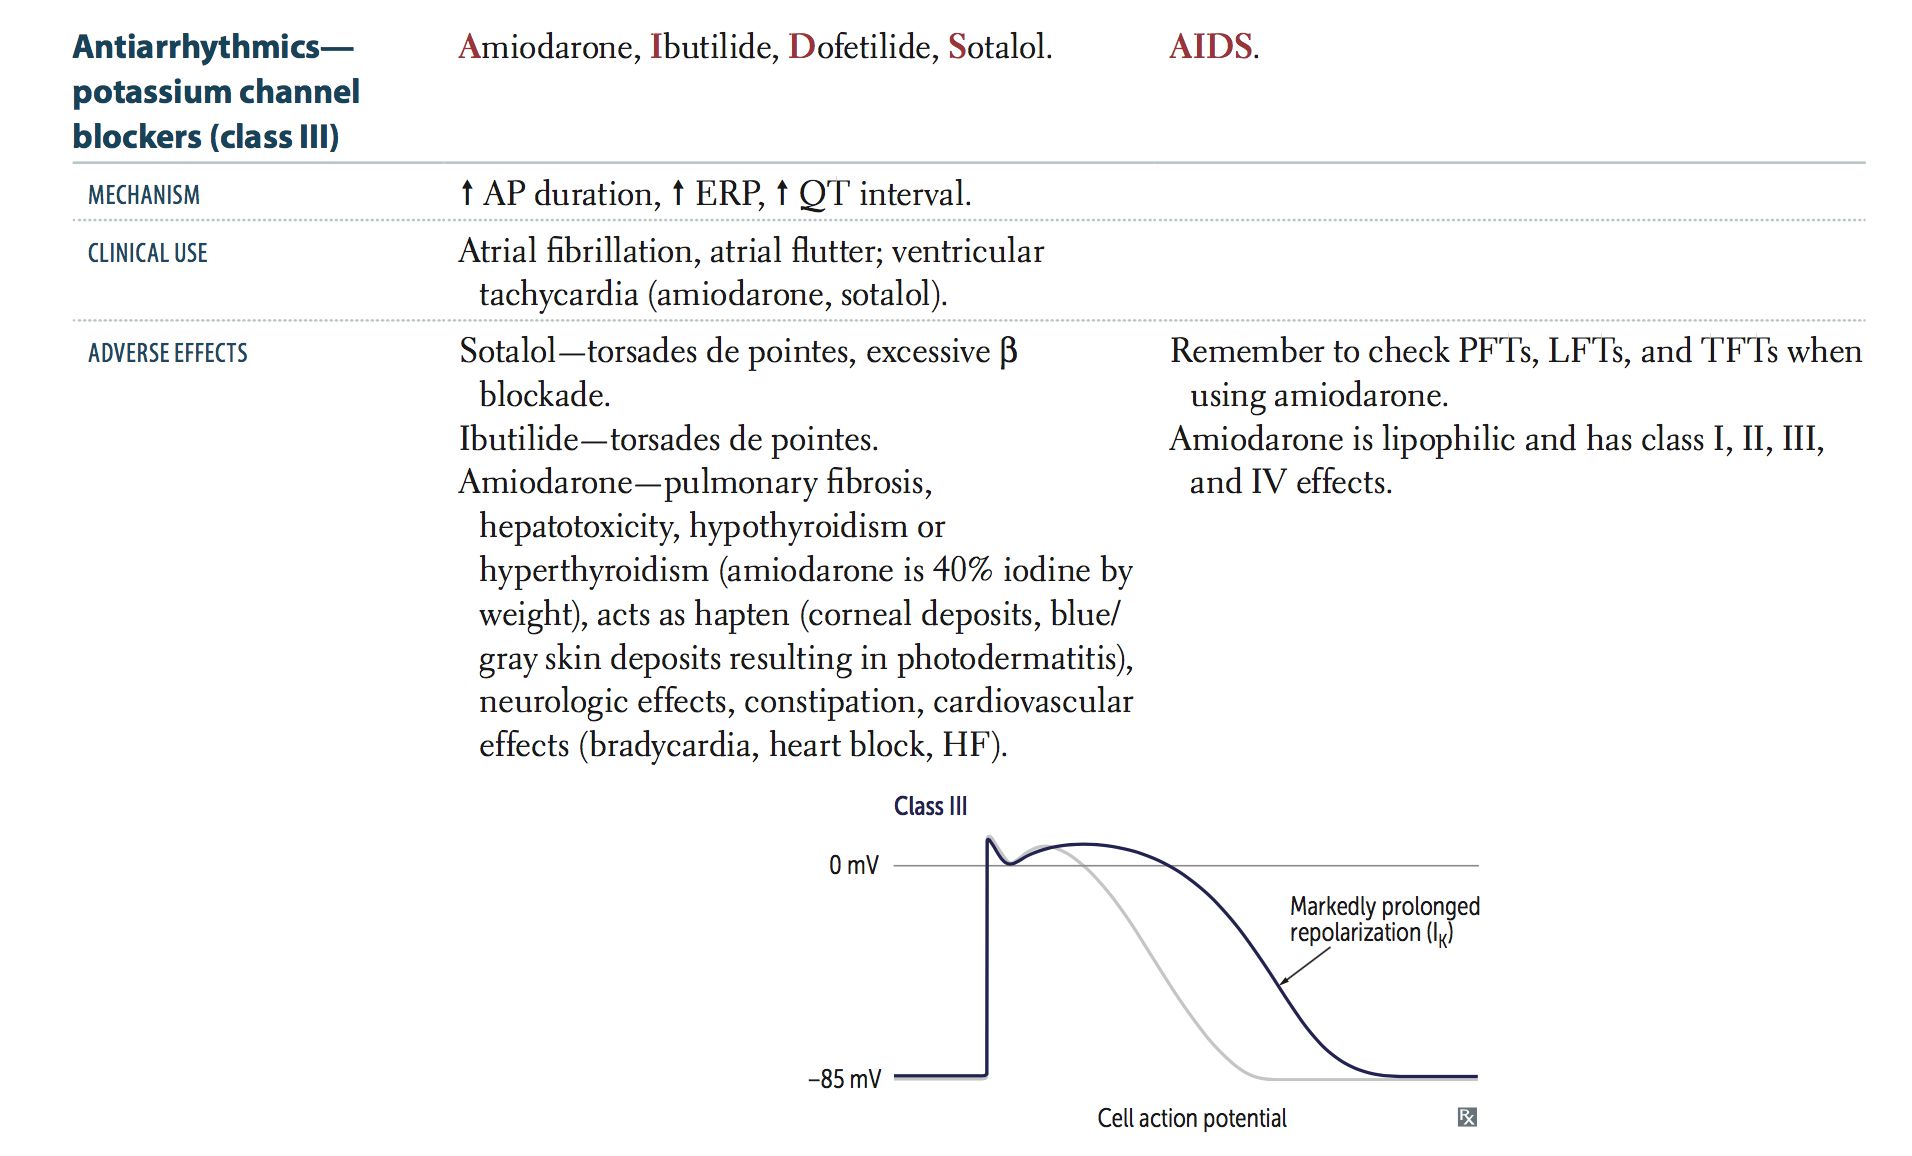 Antiarrhythmics—
potassium channel
blockers (class III)
Amiodarone, Ibutilide, Dofetilide, Sotalol.
AIDS.
MECHANISM
↑ AP duration, ↑ ERP, ↑ QT interval.
CLINICAL USE
Atrial fibrillation, atrial flutter; ventricular
tachycardia (amiodarone, sotalol).
ADVERSE EFFECTS
Sotalol—torsades de pointes, excessive β
blockade.
Ibutilide—torsades de pointes.
Amiodarone—pulmonary fibrosis,
hepatotoxicity, hypothyroidism or
hyperthyroidism (amiodarone is 40% iodine by
weight), acts as hapten (corneal deposits, blue/
gray skin deposits resulting in photodermatitis),
neurologic effects, constipation, cardiovascular
effects (bradycardia, heart block, HF).
Remember to check PFTs, LFTs, and TFTs when
using amiodarone.
Amiodarone is lipophilic and has class I, II, III,
and IV effects.
Class III
0 mV
Markedly prolonged
repolarization (I_K)
–85 mV
Cell action potential
Rx